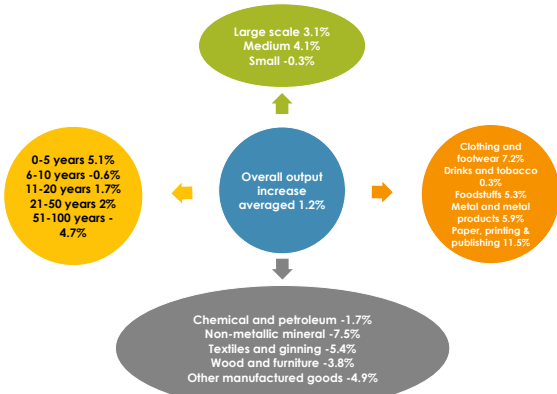 Large scale 3.1%
Medium 4.1%
Small -0.3%
0-5 years 5.1%
6-10 years -0.6%
11-20 years 1.7%
21-50 years 2%
51-100 years -
4.7%
Overall output
increase
averaged 1.2%
Clothing and
footwear 7.2%
Drinks and tobacco
0.3%
Foodstuffs 5.3%
Metal and metal
products 5.9%
Paper, printing &
publishing 11.5%
Chemical and petroleum -1.7%
Non-metallic mineral -7.5%
Textiles and ginning -5.4%
Wood and furniture -3.8%
Other manufactured goods -4.9%